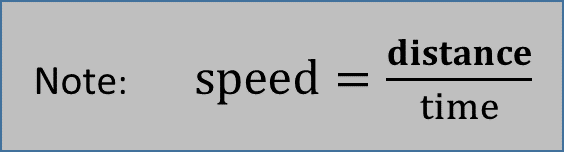 Note: speed = distance / time